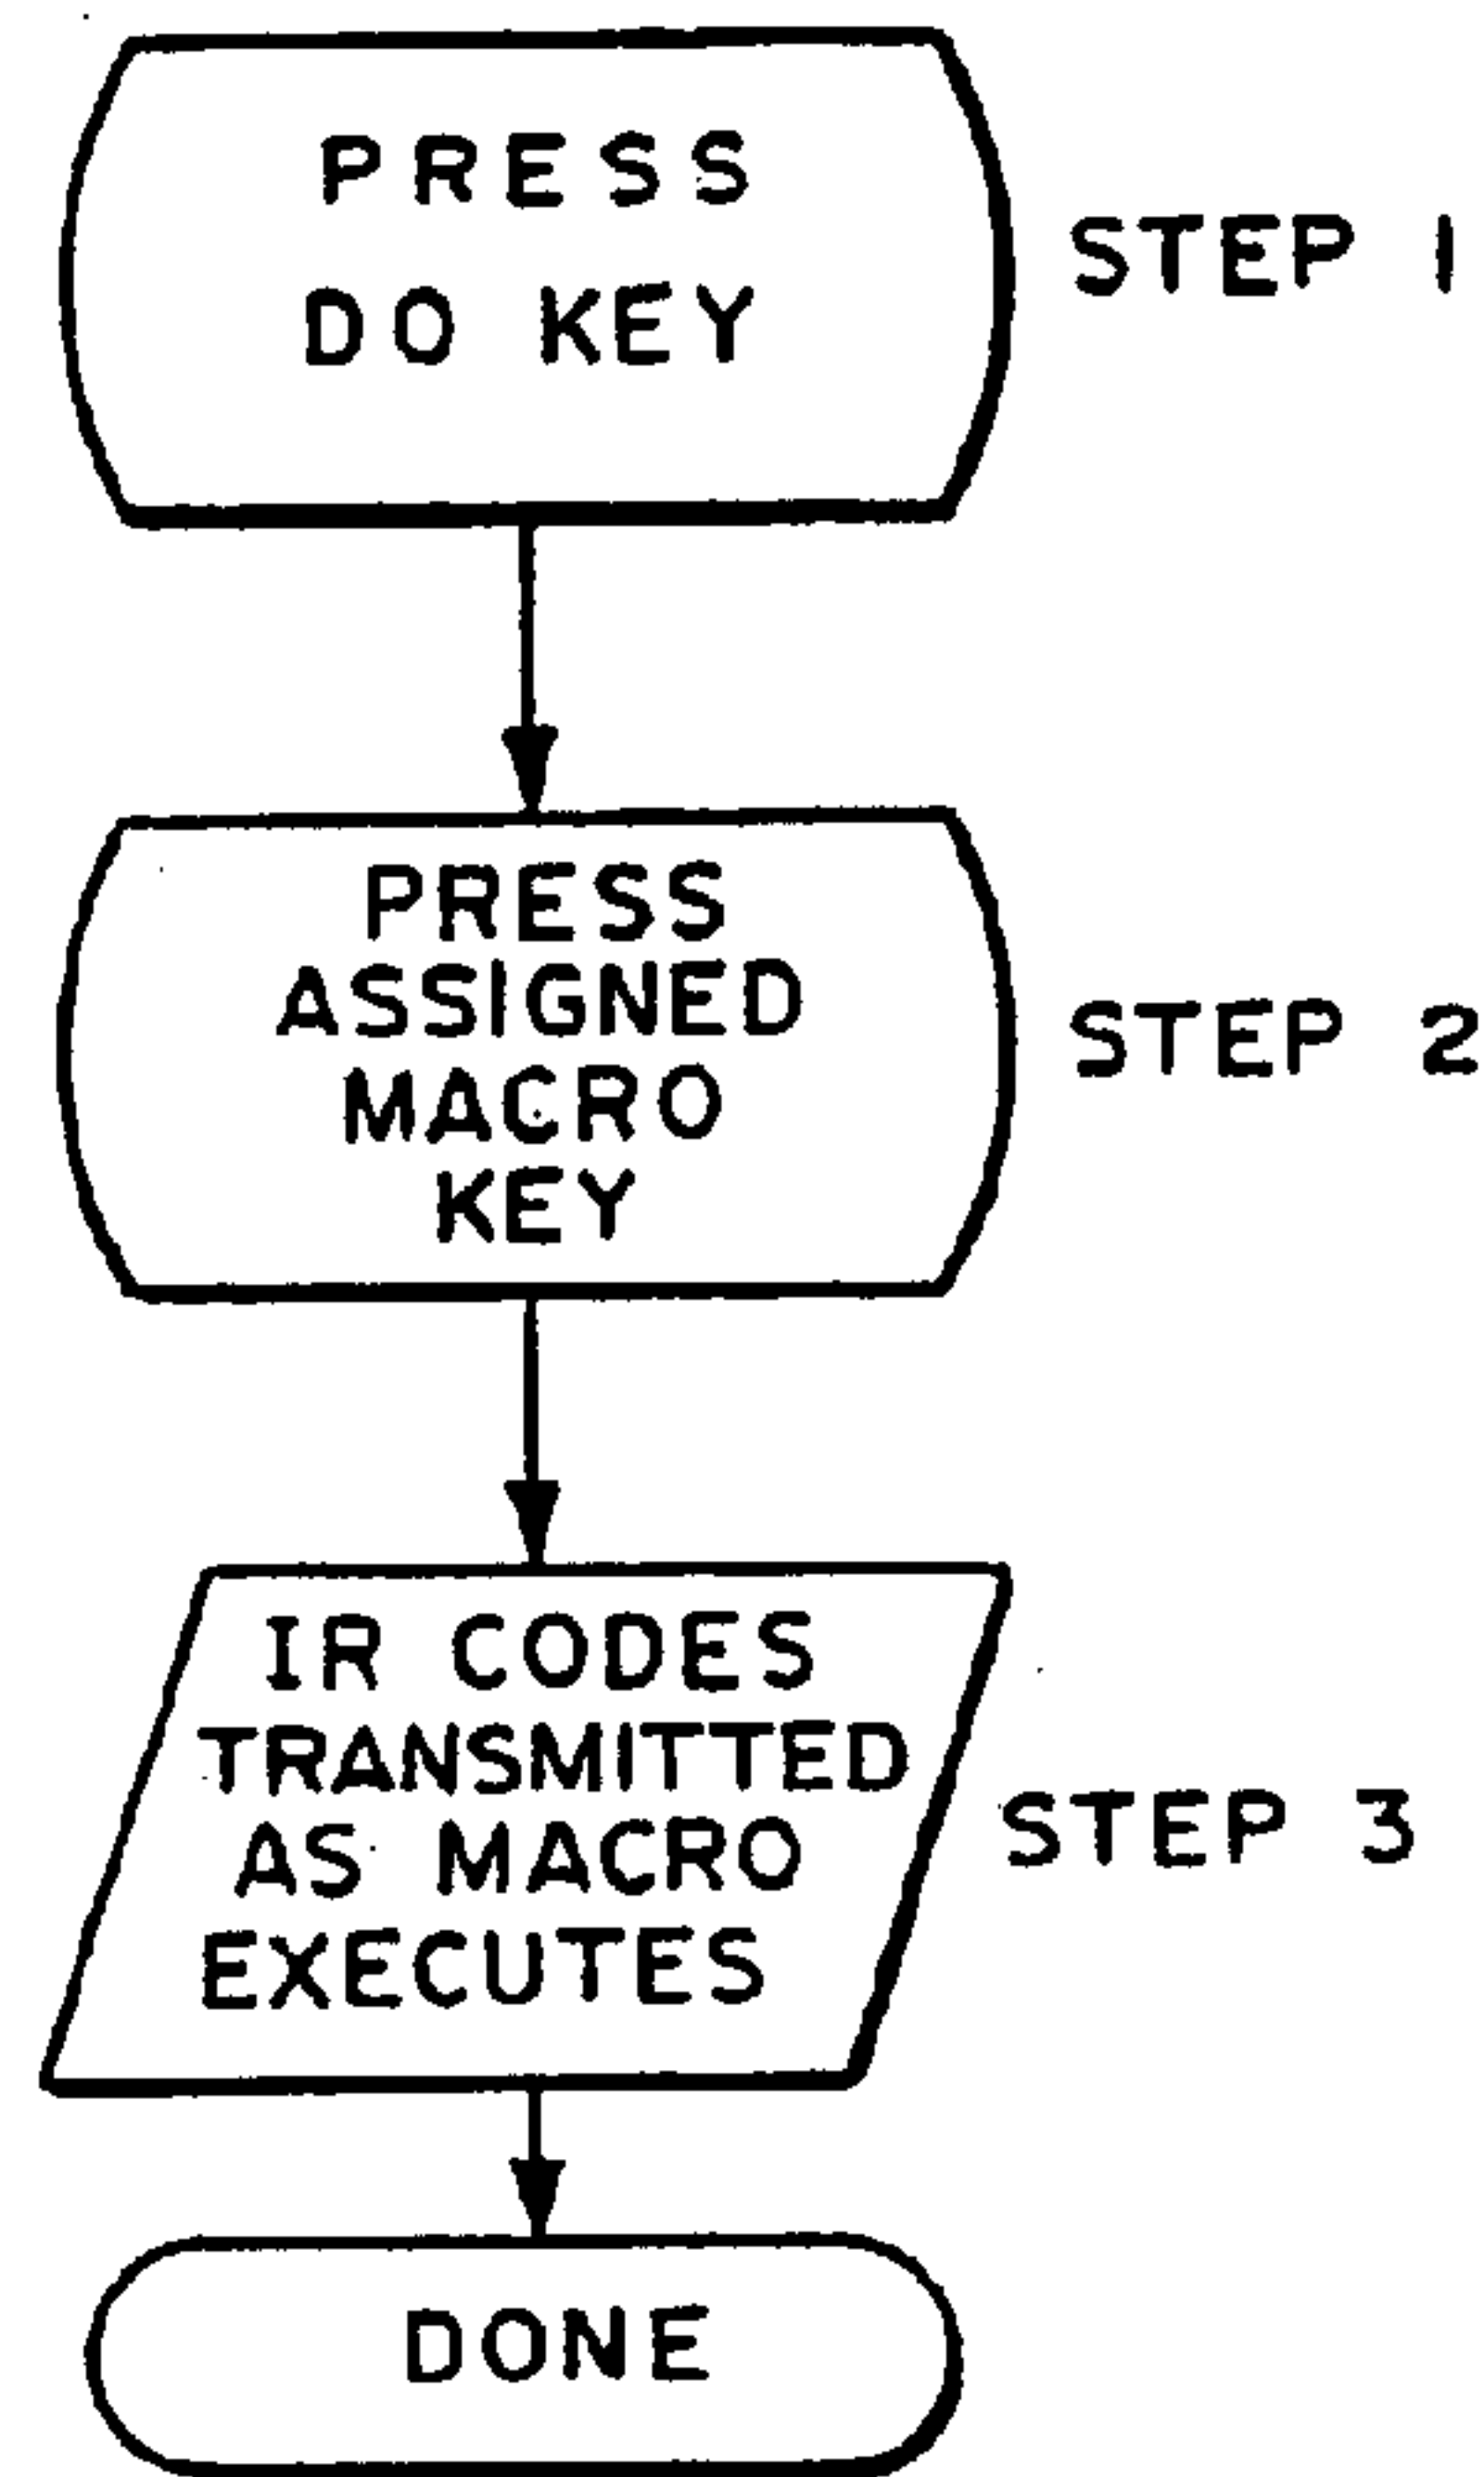 PRESS
DO KEY
STEP 1
PRESS
ASSIGNED
MACRO
KEY
STEP 2
IR CODES
TRANSMITTED
AS MACRO
EXECUTES
STEP 3
DONE